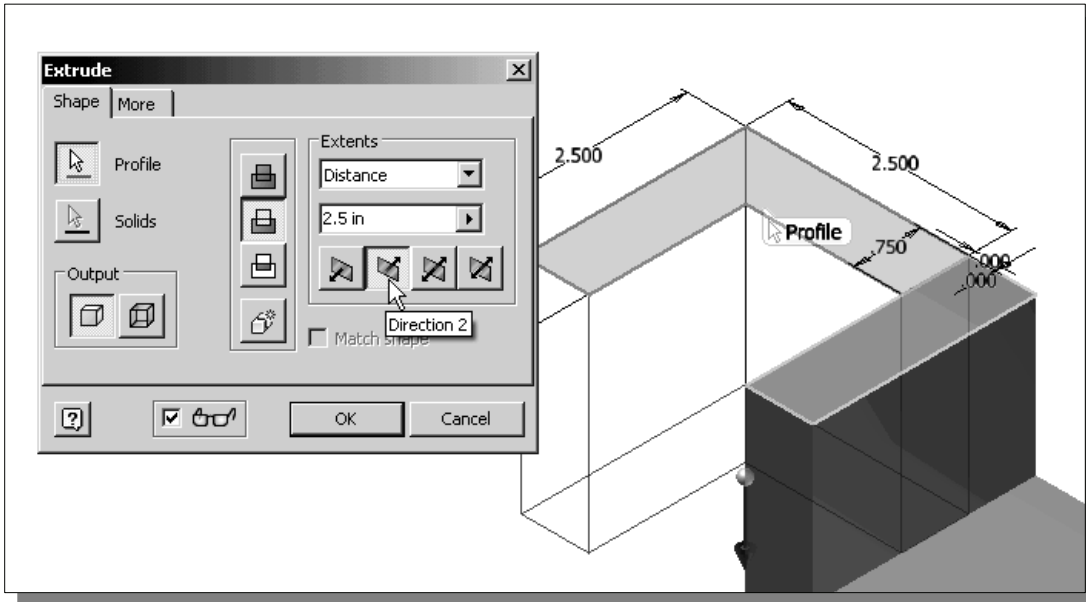 Extrude
Shape More
Profile
Solids
Output
Extents
Distance
2.5 in
Direction 2
Match shape
OK Cancel
2.500
2.500
Profile
.750
.000
.000